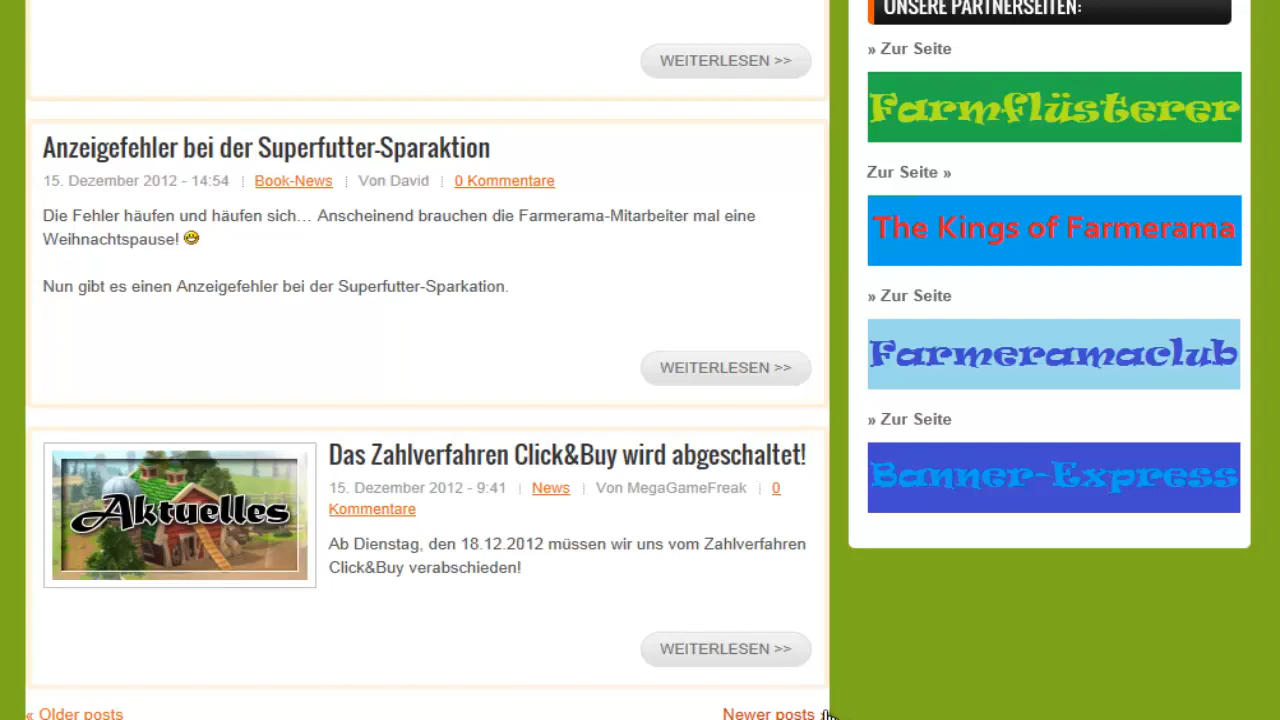 WEITERLESEN >>
Anzeigefehler bei der Superfutter-Sparaktion
15. Dezember 2012 - 14:54 Book-News Von David 0 Kommentare
Die Fehler häufen und häufen sich… Anscheinend brauchen die Farmerama-Mitarbeiter mal eine
Weihnachtspause!
Nun gibt es einen Anzeigefehler bei der Superfutter-Sparkation.
WEITERLESEN >>
Aktuelles
Das Zahlverfahren Click&Buy wird abgeschaltet!
15. Dezember 2012 - 9:41 News Von MegaGameFreak 0
Kommentare
Ab Dienstag, den 18.12.2012 müssen wir uns vom Zahlverfahren
Click&Buy verabschieden!
WEITERLESEN >>
« Older posts
Newer posts
UNSERE PARTNERSEITEN:
» Zur Seite
Farmflüsterer
Zur Seite »
The Kings of Farmerama
» Zur Seite
Farmeramaclub
» Zur Seite
Banner-Express